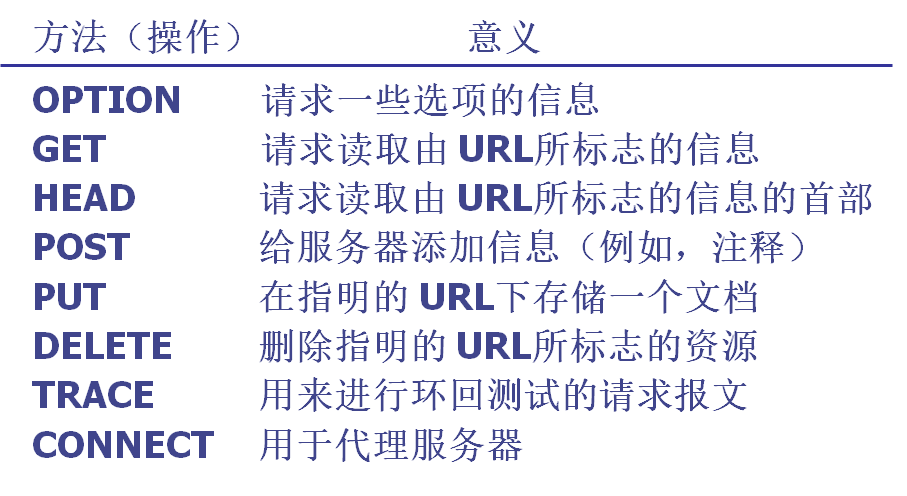 方法（操作） 意义
OPTION 请求一些选项的信息
GET 请求读取由 URL所标志的信息
HEAD 请求读取由 URL所标志的信息的首部
POST 给服务器添加信息（例如，注释）
PUT 在指明的 URL下存储一个文档
DELETE 删除指明的 URL所标志的资源
TRACE 用来进行环回测试的请求报文
CONNECT 用于代理服务器